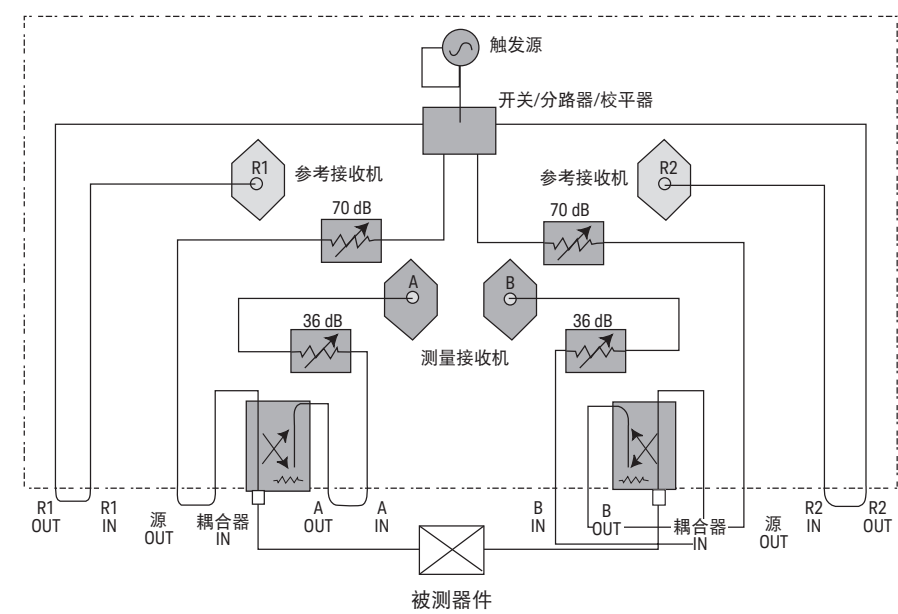 触发源
开关/分路器/校平器
R1
参考接收机
参考接收机
R2
70 dB
70 dB
A
B
36 dB
36 dB
测量接收机
R1
OUT
R1
IN
源
OUT
耦合器
IN
A
OUT
A
IN
B
IN
B
OUT
耦合器
IN
源
OUT
R2
IN
R2
OUT
被测器件